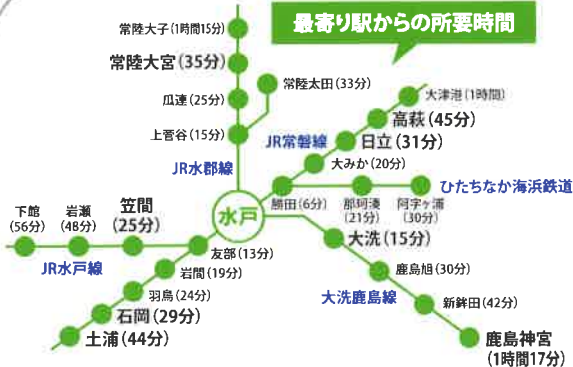 最寄り駅からの所要時間
常陸大子(1時間15分)
常陸大宮(35分)
瓜連(25分)
上菅谷(15分)
常陸太田(33分)
JR水郡線
大津港(1時間)
高萩(45分)
日立(31分)
大みか(20分)
JR常磐線
勝田(6分)
那珂湊
(21分)
阿字ヶ浦
(30分)
ひたちなか海浜鉄道
水戸
下館
(56分)
岩瀬
(48分)
笠間
(25分)
JR水戸線
友部(13分)
岩間(19分)
羽鳥(24分)
石岡(29分)
土浦(44分)
大洗(15分)
鹿島旭(30分)
新鉾田(42分)
大洗鹿島線
鹿島神宮
(1時間17分)